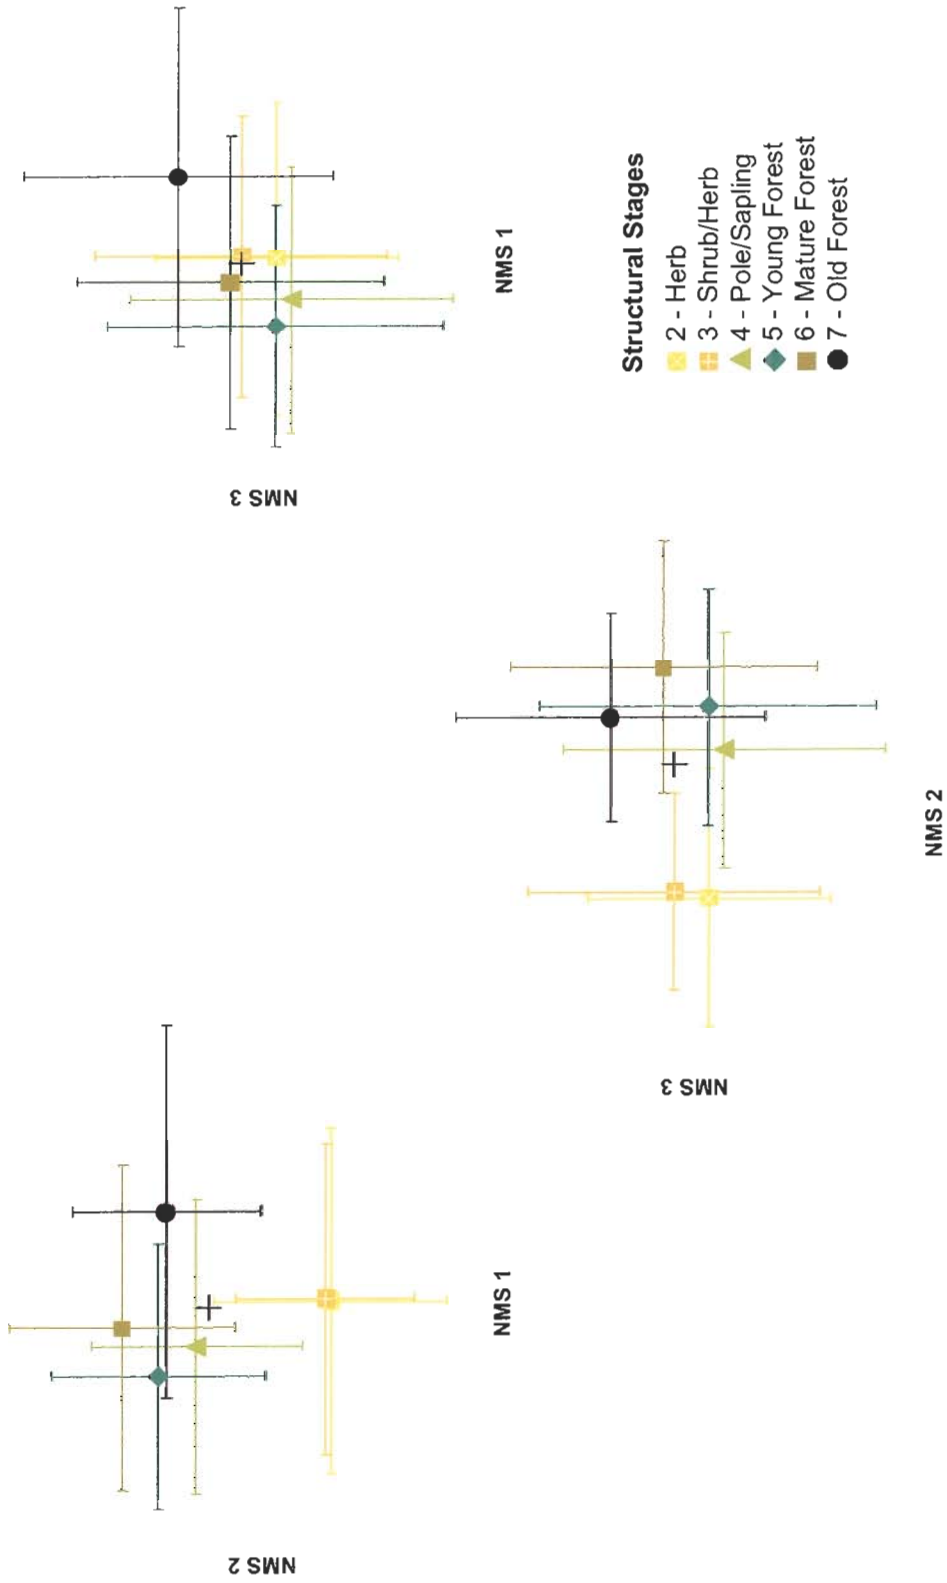 NMS 2
NMS 1
NMS 3
NMS 2
NMS 3
NMS 1
Structural Stages
2 - Herb
3 - Shrub/Herb
4 - Pole/Sapling
5 - Young Forest
6 - Mature Forest
7 - Old Forest